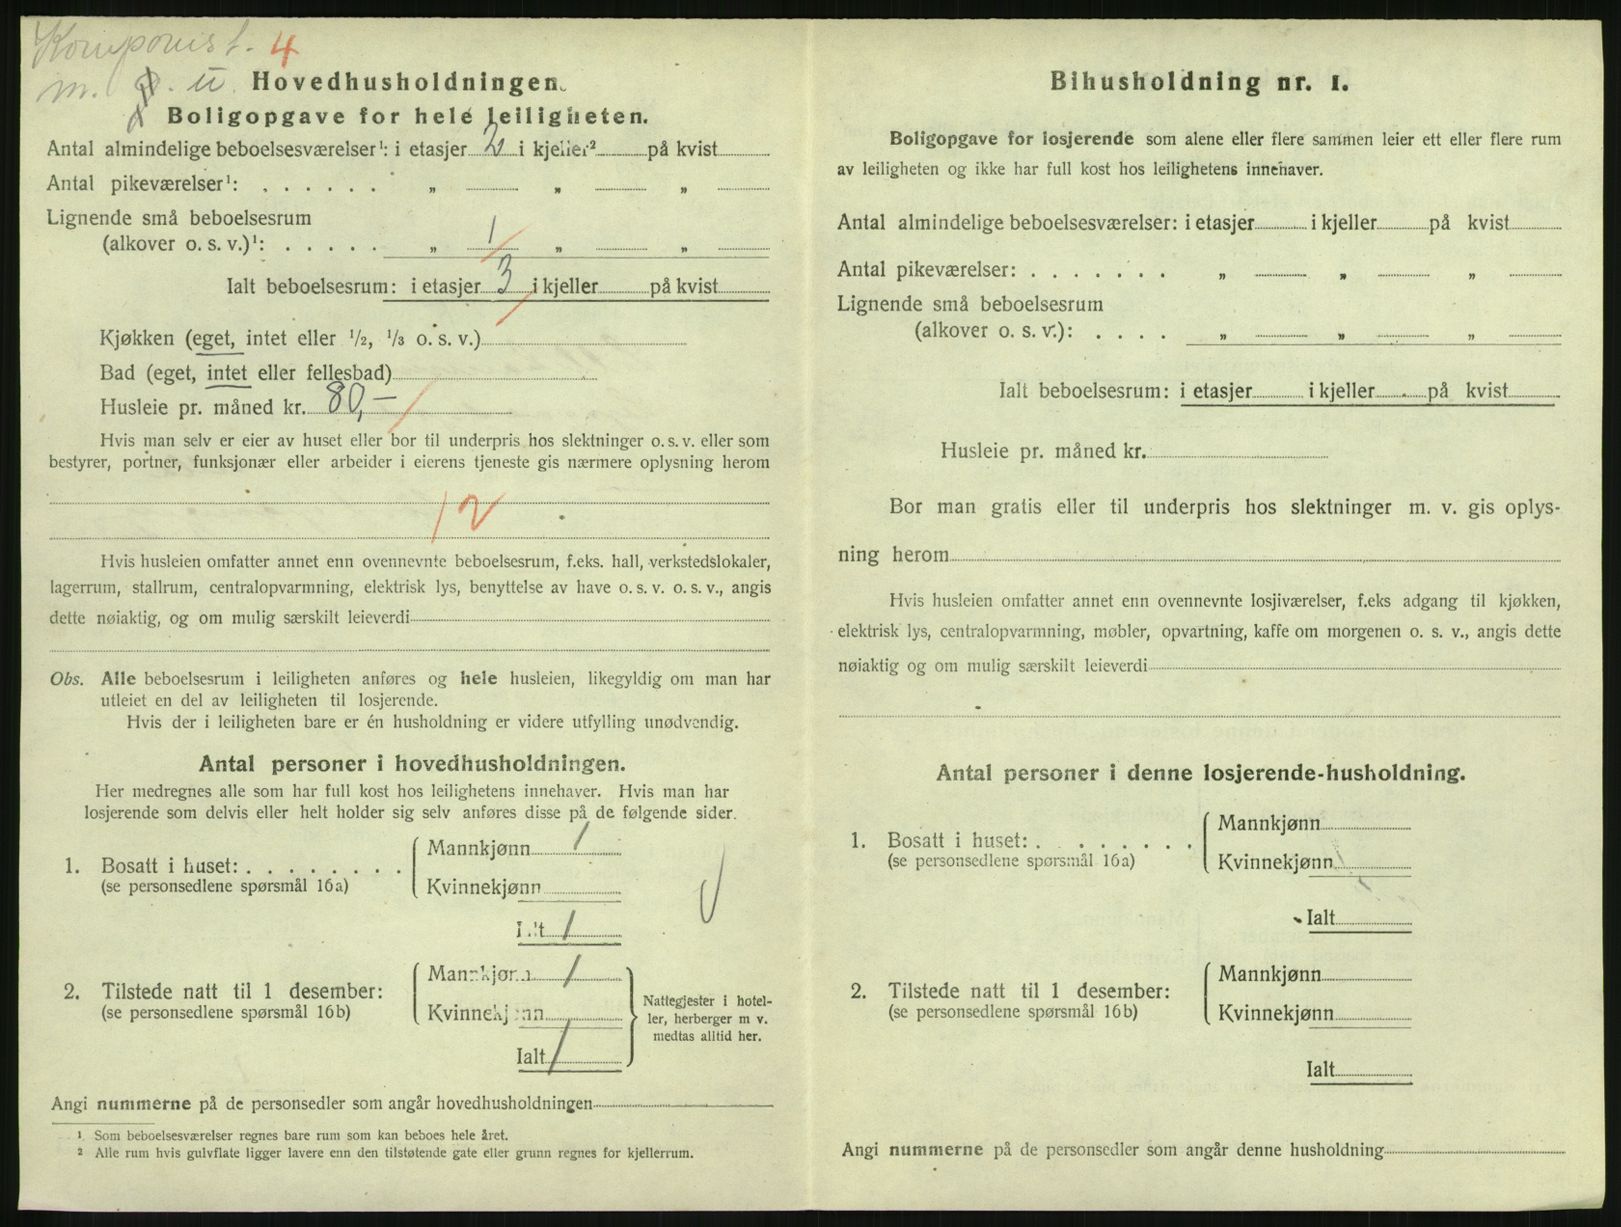 Komponist. 4
m. u
Hovedhusholdningen.
Boligopgave for hele leiligheten.
Antal almindelige beboelsesværelser¹: i etasjer 2 i kjeller² på kvist
Antal pikeværelser¹: . . . . . . „ „ „
Lignende små beboelsesrum
(alkover o. s. v.)¹: . . . . . „ 1 „ „
Ialt beboelsesrum: i etasjer 3 i kjeller på kvist
Kjøkken (eget, intet eller 1/2, 1/3 o. s. v.)
Bad (eget, intet eller fellesbad)
Husleie pr. måned kr. 80,—
Hvis man selv er eier av huset eller bor til underpris hos slektninger o. s. v. eller som
bestyrer, portner, funksjonær eller arbeider i eierens tjeneste gis nærmere oplysning herom
12
Hvis husleien omfatter annet enn ovennevnte beboelsesrum, f.eks. hall, verkstedslokaler,
lagerrum, stallrum, centralopvarmning, elektrisk lys, benyttelse av have o. s. v. o. s. v., angis
dette nøiaktig, og om mulig særskilt leieverdi
Obs. Alle beboelsesrum i leiligheten anføres og hele husleien, likegyldig om man har
utleiet en del av leiligheten til losjerende.
Hvis der i leiligheten bare er én husholdning er videre utfylling unødvendig.
Antal personer i hovedhusholdningen.
Her medregnes alle som har full kost hos leilighetens innehaver. Hvis man har
losjerende som delvis eller helt holder sig selv anføres disse på de følgende sider.
1. Bosatt i huset: . . . . . . . .
(se personsedlene spørsmål 16a)
Mannkjønn 1
Kvinnekjønn
Ialt 1
2. Tilstede natt til 1 desember:
(se personsedlene spørsmål 16b)
Mannkjønn 1
Kvinnekjønn
Ialt 1
Nattegjester i hotel-
ler, herberger m v.
medtas alltid her.
Angi nummerne på de personsedler som angår hovedhusholdningen
¹ Som beboelsesværelser regnes bare rum som kan beboes hele året.
² Alle rum hvis gulvflate ligger lavere enn den tilstøtende gate eller grunn regnes for kjellerrum.
Bihusholdning nr. 1.
Boligopgave for losjerende som alene eller flere sammen leier ett eller flere rum
av leiligheten og ikke har full kost hos leilighetens innehaver.
Antal almindelige beboelsesværelser: i etasjer i kjeller på kvist
Antal pikeværelser: . . . . . . . „ „ „
Lignende små beboelsesrum
(alkover o. s. v.): . . . . „ „ „
Ialt beboelsesrum: i etasjer i kjeller på kvist
Husleie pr. måned kr.
Bor man gratis eller til underpris hos slektninger m. v. gis oplys-
ning herom
Hvis husleien omfatter annet enn ovennevnte losjiværelser, f.eks adgang til kjøkken,
elektrisk lys, centralopvarmning, møbler, opvartning, kaffe om morgenen o. s. v., angis dette
nøiaktig og om mulig særskilt leieverdi
Antal personer i denne losjerende-husholdning.
1. Bosatt i huset: . . . . . . . .
(se personsedlene spørsmål 16a)
Mannkjønn
Kvinnekjønn
Ialt
2. Tilstede natt til 1 desember:
(se personsedlene spørsmål 16b)
Mannkjønn
Kvinnekjønn
Ialt
Angi nummerne på de personsedler som angår denne husholdning